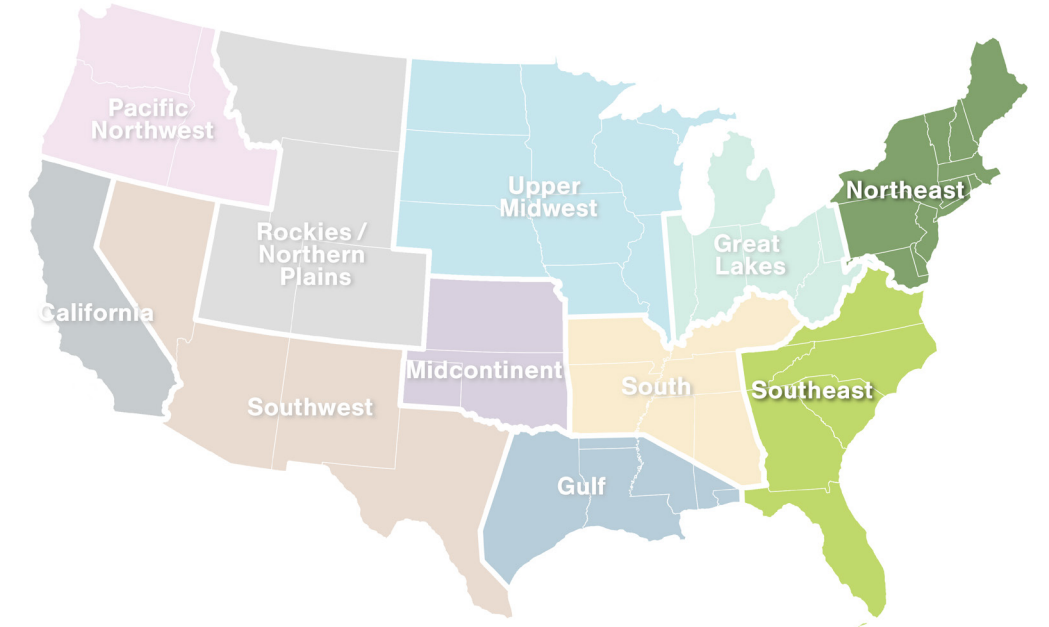 Pacific
Northwest
Rockies /
Northern
Plains
Upper
Midwest
Great
Lakes
Northeast
California
Southwest
Midcontinent
South
Southeast
Gulf